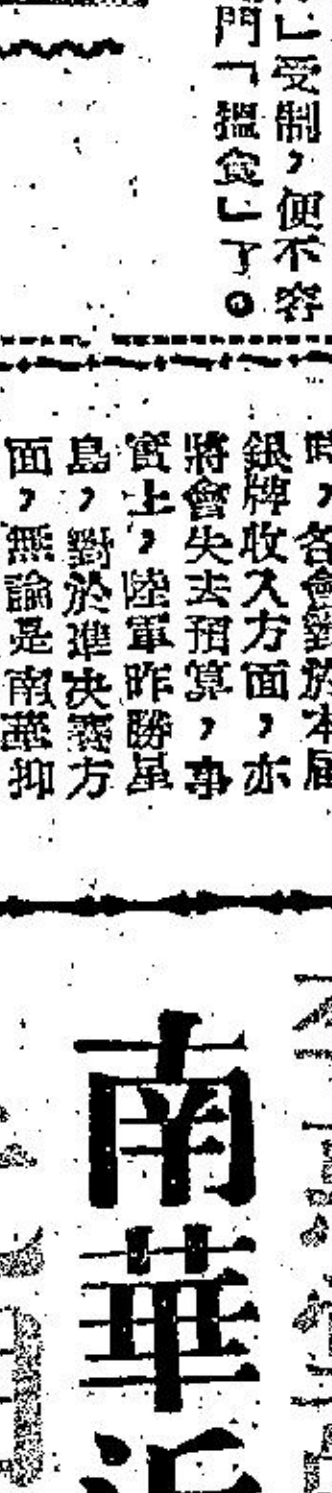 」受制，便不容
門「搵食」了。
時，各會對於本屆
銀牌收入方面，亦
將會失去預算，事
實上，陸軍昨勝星
島，對於準決賽方
面，無論是南華抑
南華